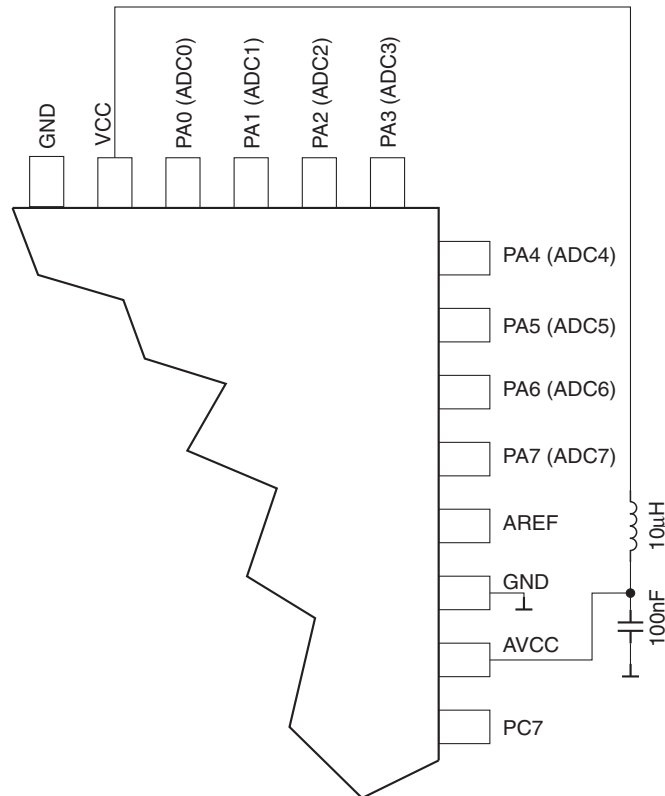 GND
VCC
PA0 (ADC0)
PA1 (ADC1)
PA2 (ADC2)
PA3 (ADC3)
PA4 (ADC4)
PA5 (ADC5)
PA6 (ADC6)
PA7 (ADC7)
AREF
10μH
GND
100nF
AVCC
PC7